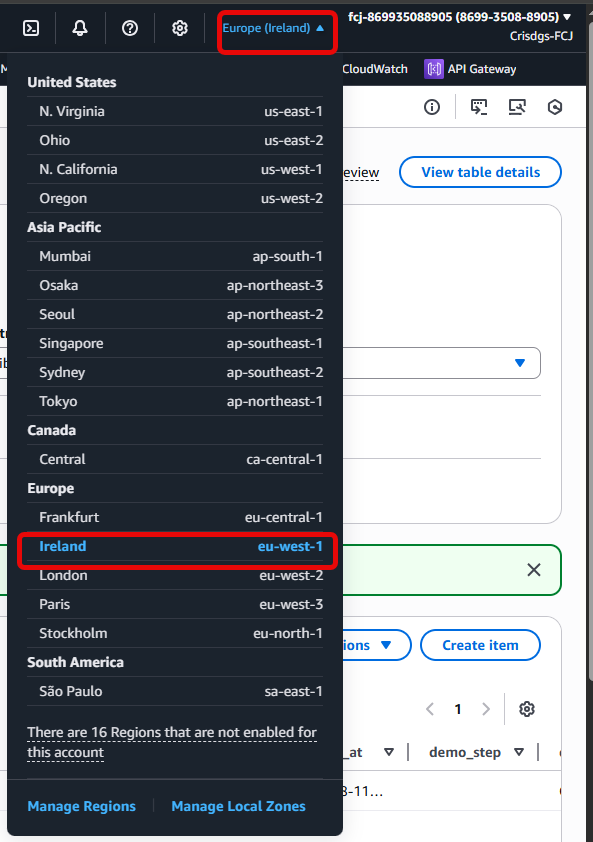 Europe (Ireland)
fcj-869935088905 (8699-3508-8905)
Crisdgs-FCJ
CloudWatch
API Gateway
United States
N. Virginia us-east-1
Ohio us-east-2
N. California us-west-1
Oregon us-west-2
Asia Pacific
Mumbai ap-south-1
Osaka ap-northeast-3
Seoul ap-northeast-2
Singapore ap-southeast-1
Sydney ap-southeast-2
Tokyo ap-northeast-1
Canada
Central ca-central-1
Europe
Frankfurt eu-central-1
Ireland eu-west-1
London eu-west-2
Paris eu-west-3
Stockholm eu-north-1
South America
São Paulo sa-east-1
There are 16 Regions that are not enabled for
this account
Manage Regions
Manage Local Zones
eview
View table details
ions
Create item
1
_at
demo_step